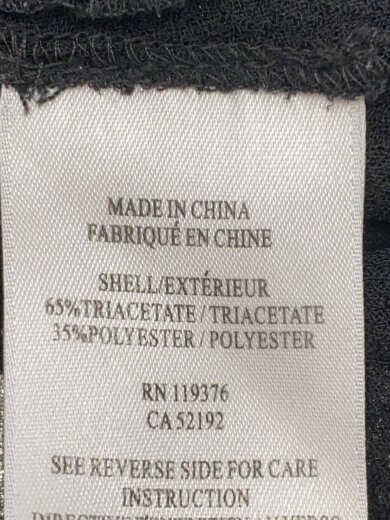 MADE IN CHINA
FABRIQUÉ EN CHINE
SHELL/EXTÉRIEUR
65%TRIACETATE / TRIACETATE
35%POLYESTER / POLYESTER
RN 119376
CA 52192
SEE REVERSE SIDE FOR CARE
INSTRUCTION